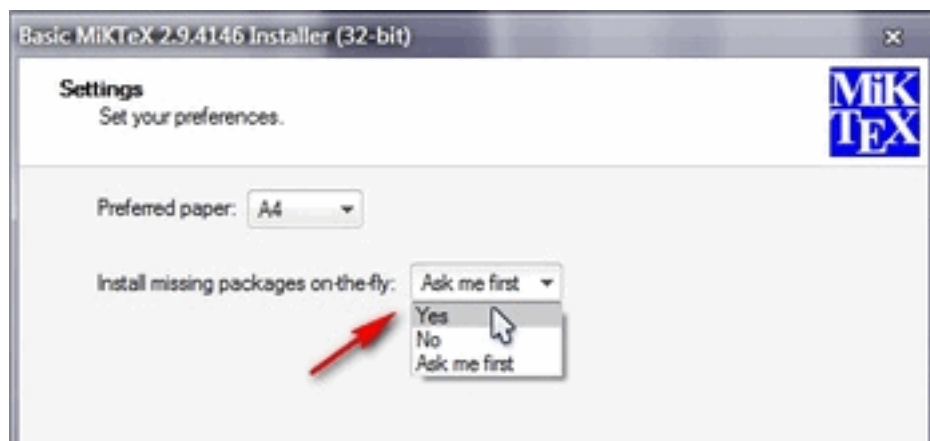 Basic MiKTeX 2.9.4146 Installer (32-bit)
Settings
Set your preferences.
MiK
TEX
Preferred paper: A4
Install missing packages on-the-fly: Ask me first
Yes
No
Ask me first